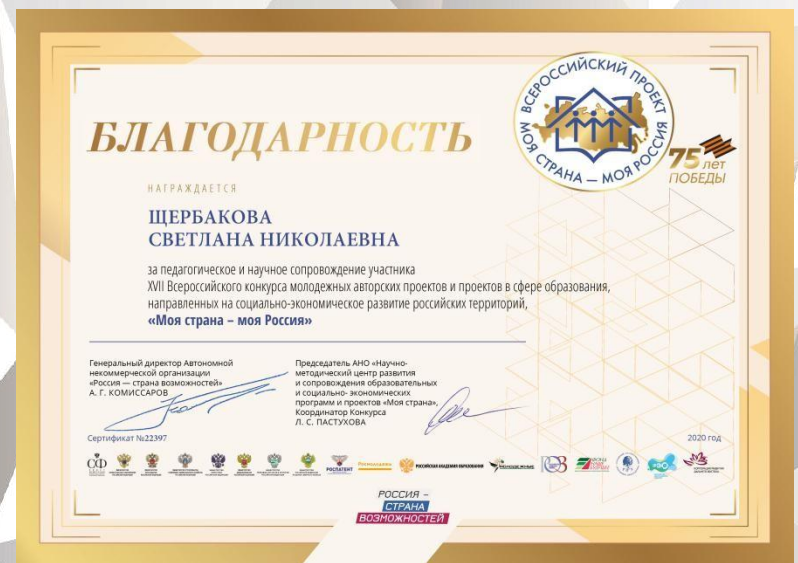 ВСЕРОССИЙСКИЙ ПРОЕКТ
МОЯ СТРАНА — МОЯ РОССИЯ
75 лет
ПОБЕДЫ
БЛАГОДАРНОСТЬ
НАГРАЖДАЕТСЯ
ЩЕРБАКОВА
СВЕТЛАНА НИКОЛАЕВНА
за педагогическое и научное сопровождение участника
XVII Всероссийского конкурса молодежных авторских проектов и проектов в сфере образования,
направленных на социально-экономическое развитие российских территорий,
«Моя страна – моя Россия»
Генеральный директор Автономной
некоммерческой организации
«Россия — страна возможностей»
А. Г. КОМИССАРОВ
Председатель АНО «Научно-
методический центр развития
и сопровождения образовательных
и социально- экономических
программ и проектов «Моя страна»,
Координатор Конкурса
Л. С. ПАСТУХОВА
Сертификат №22397
2020 год
РОСПАТЕНТ
РОССИЙСКАЯ АКАДЕМИЯ ОБРАЗОВАНИЯ
РОССИЯ –
СТРАНА
ВОЗМОЖНОСТЕЙ